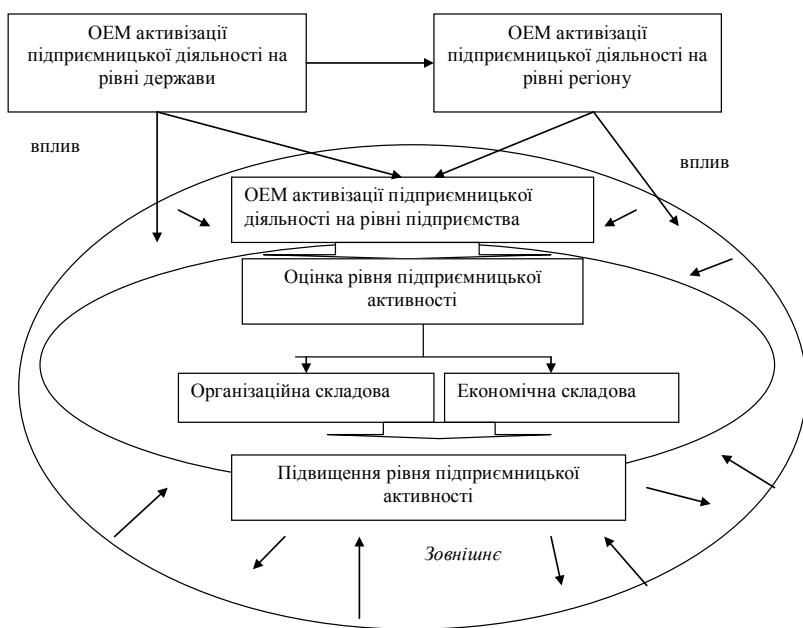 ОЕМ активізації
підприємницької діяльності на
рівні держави
ОЕМ активізації
підприємницької діяльності на
рівні регіону
вплив
вплив
ОЕМ активізації підприємницької
діяльності на рівні підприємства
Оцінка рівня підприємницької
активності
Організаційна складова
Економічна складова
Підвищення рівня підприємницької
активності
Зовнішнє